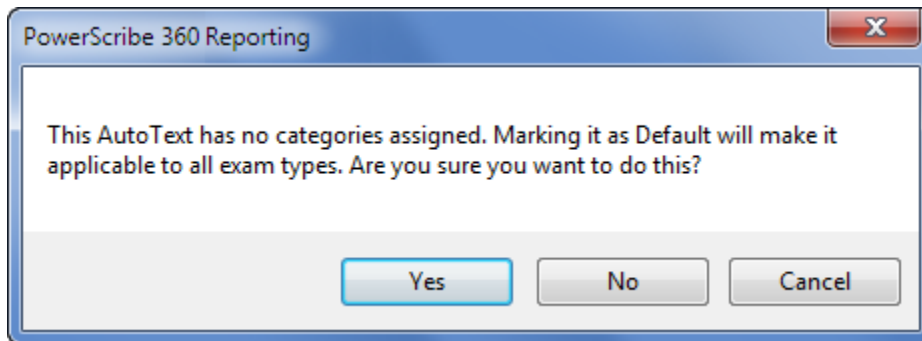 PowerScribe 360 Reporting
This AutoText has no categories assigned. Marking it as Default will make it
applicable to all exam types. Are you sure you want to do this?
Yes No Cancel